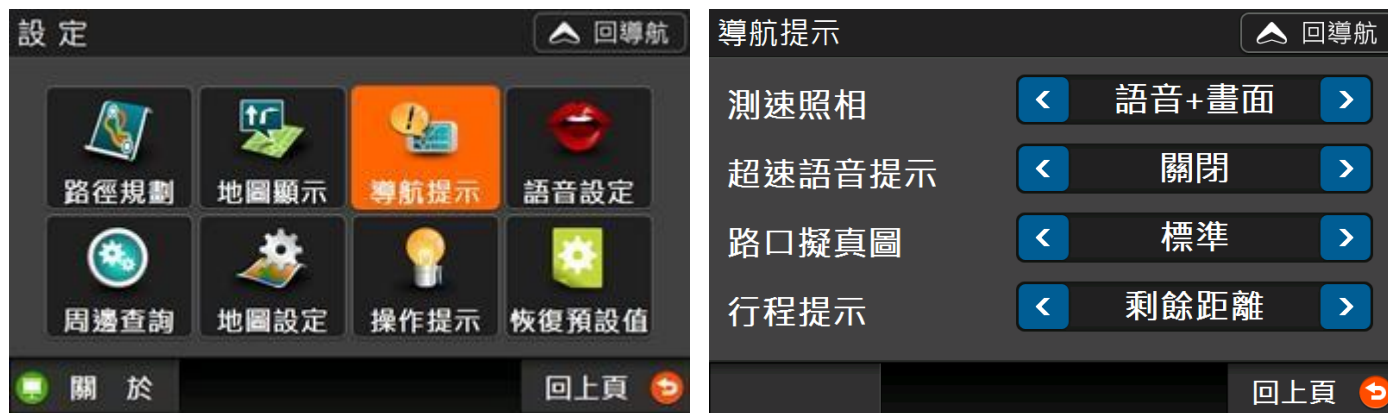 設 定
回導航
路徑規劃
地圖顯示
導航提示
語音設定
周邊查詢
地圖設定
操作提示
恢復預設值
關 於
回上頁
導航提示
回導航
測速照相
語音+畫面
超速語音提示
關閉
路口擬真圖
標準
行程提示
剩餘距離
回上頁